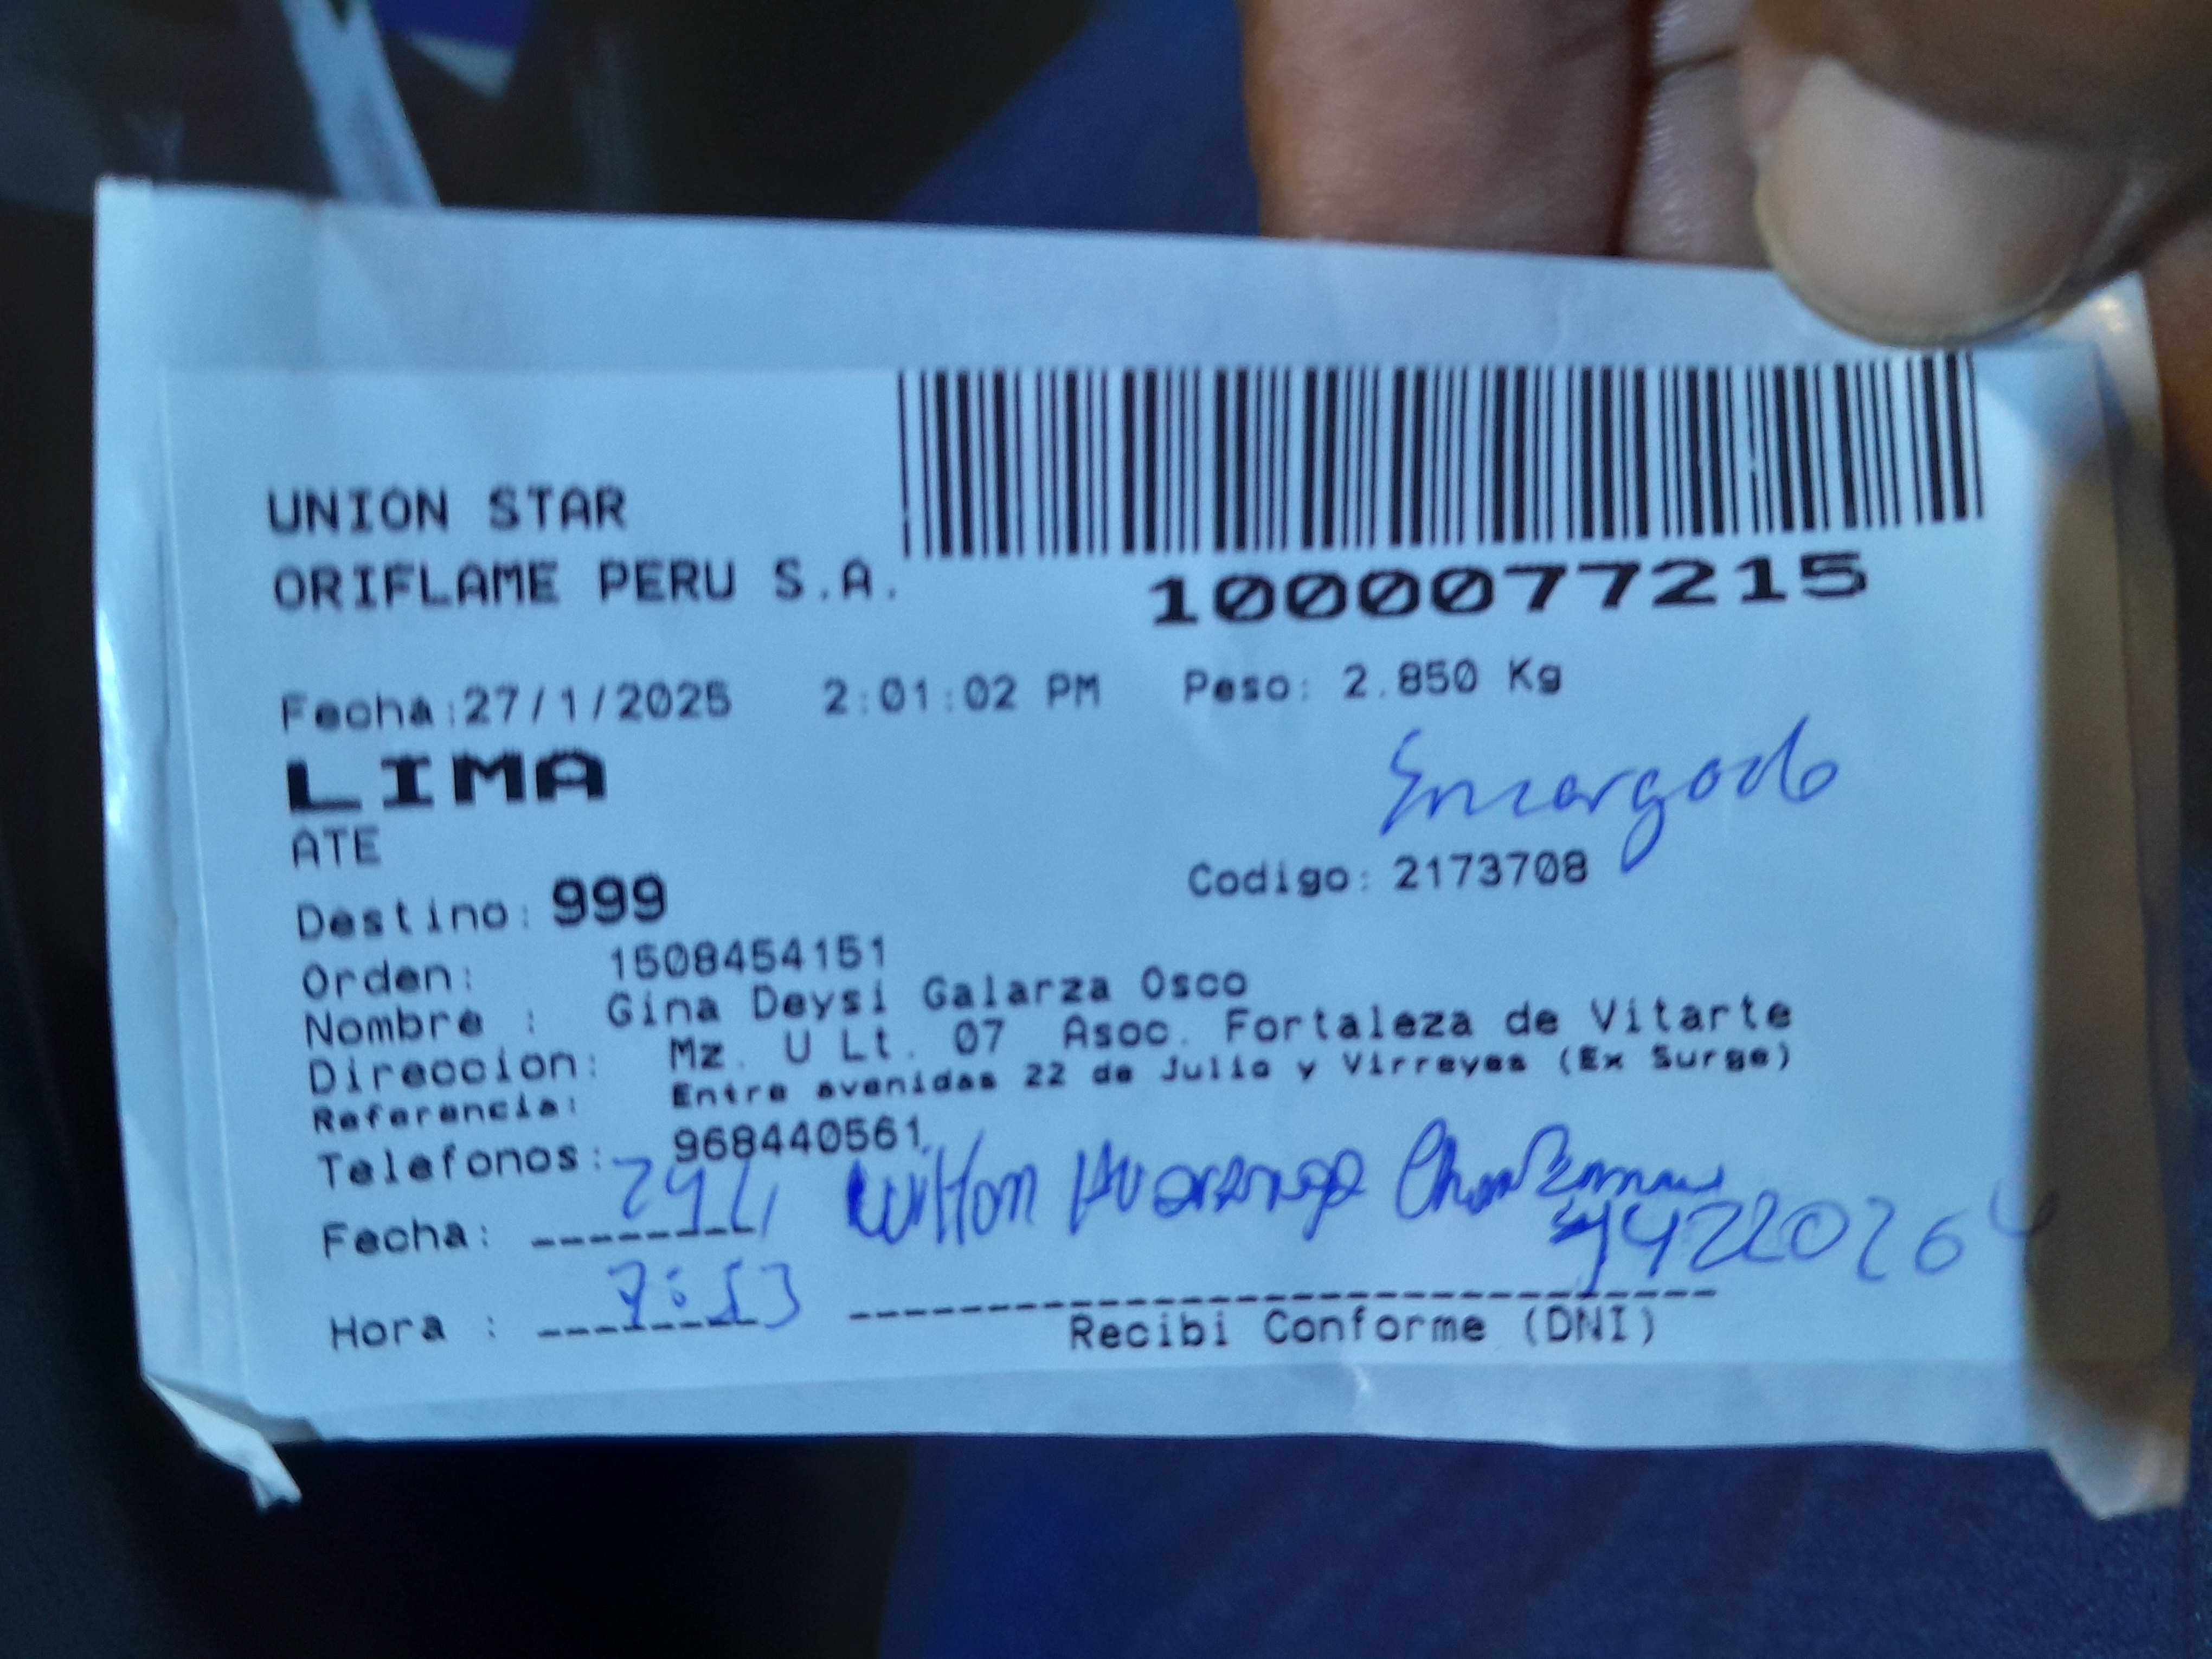 UNION STAR
ORIFLAME PERU S.A.
1000077215
Fecha:27/1/2025 2:01:02 PM Peso: 2.850 Kg
LIMA
Encargado
ATE
Codigo: 2173708
Destino: 999
Orden: 1508454151
Nombre : Gina Deysi Galarza Osco
Direccion: Mz. U Lt. 07 Asoc. Fortaleza de Vitarte
Referencia: Entre avenidas 22 de Julio y Virreyes (Ex Surge)
Telefonos: 968440561
Fecha:
Hora : 7:53
Recibi Conforme (DNI)